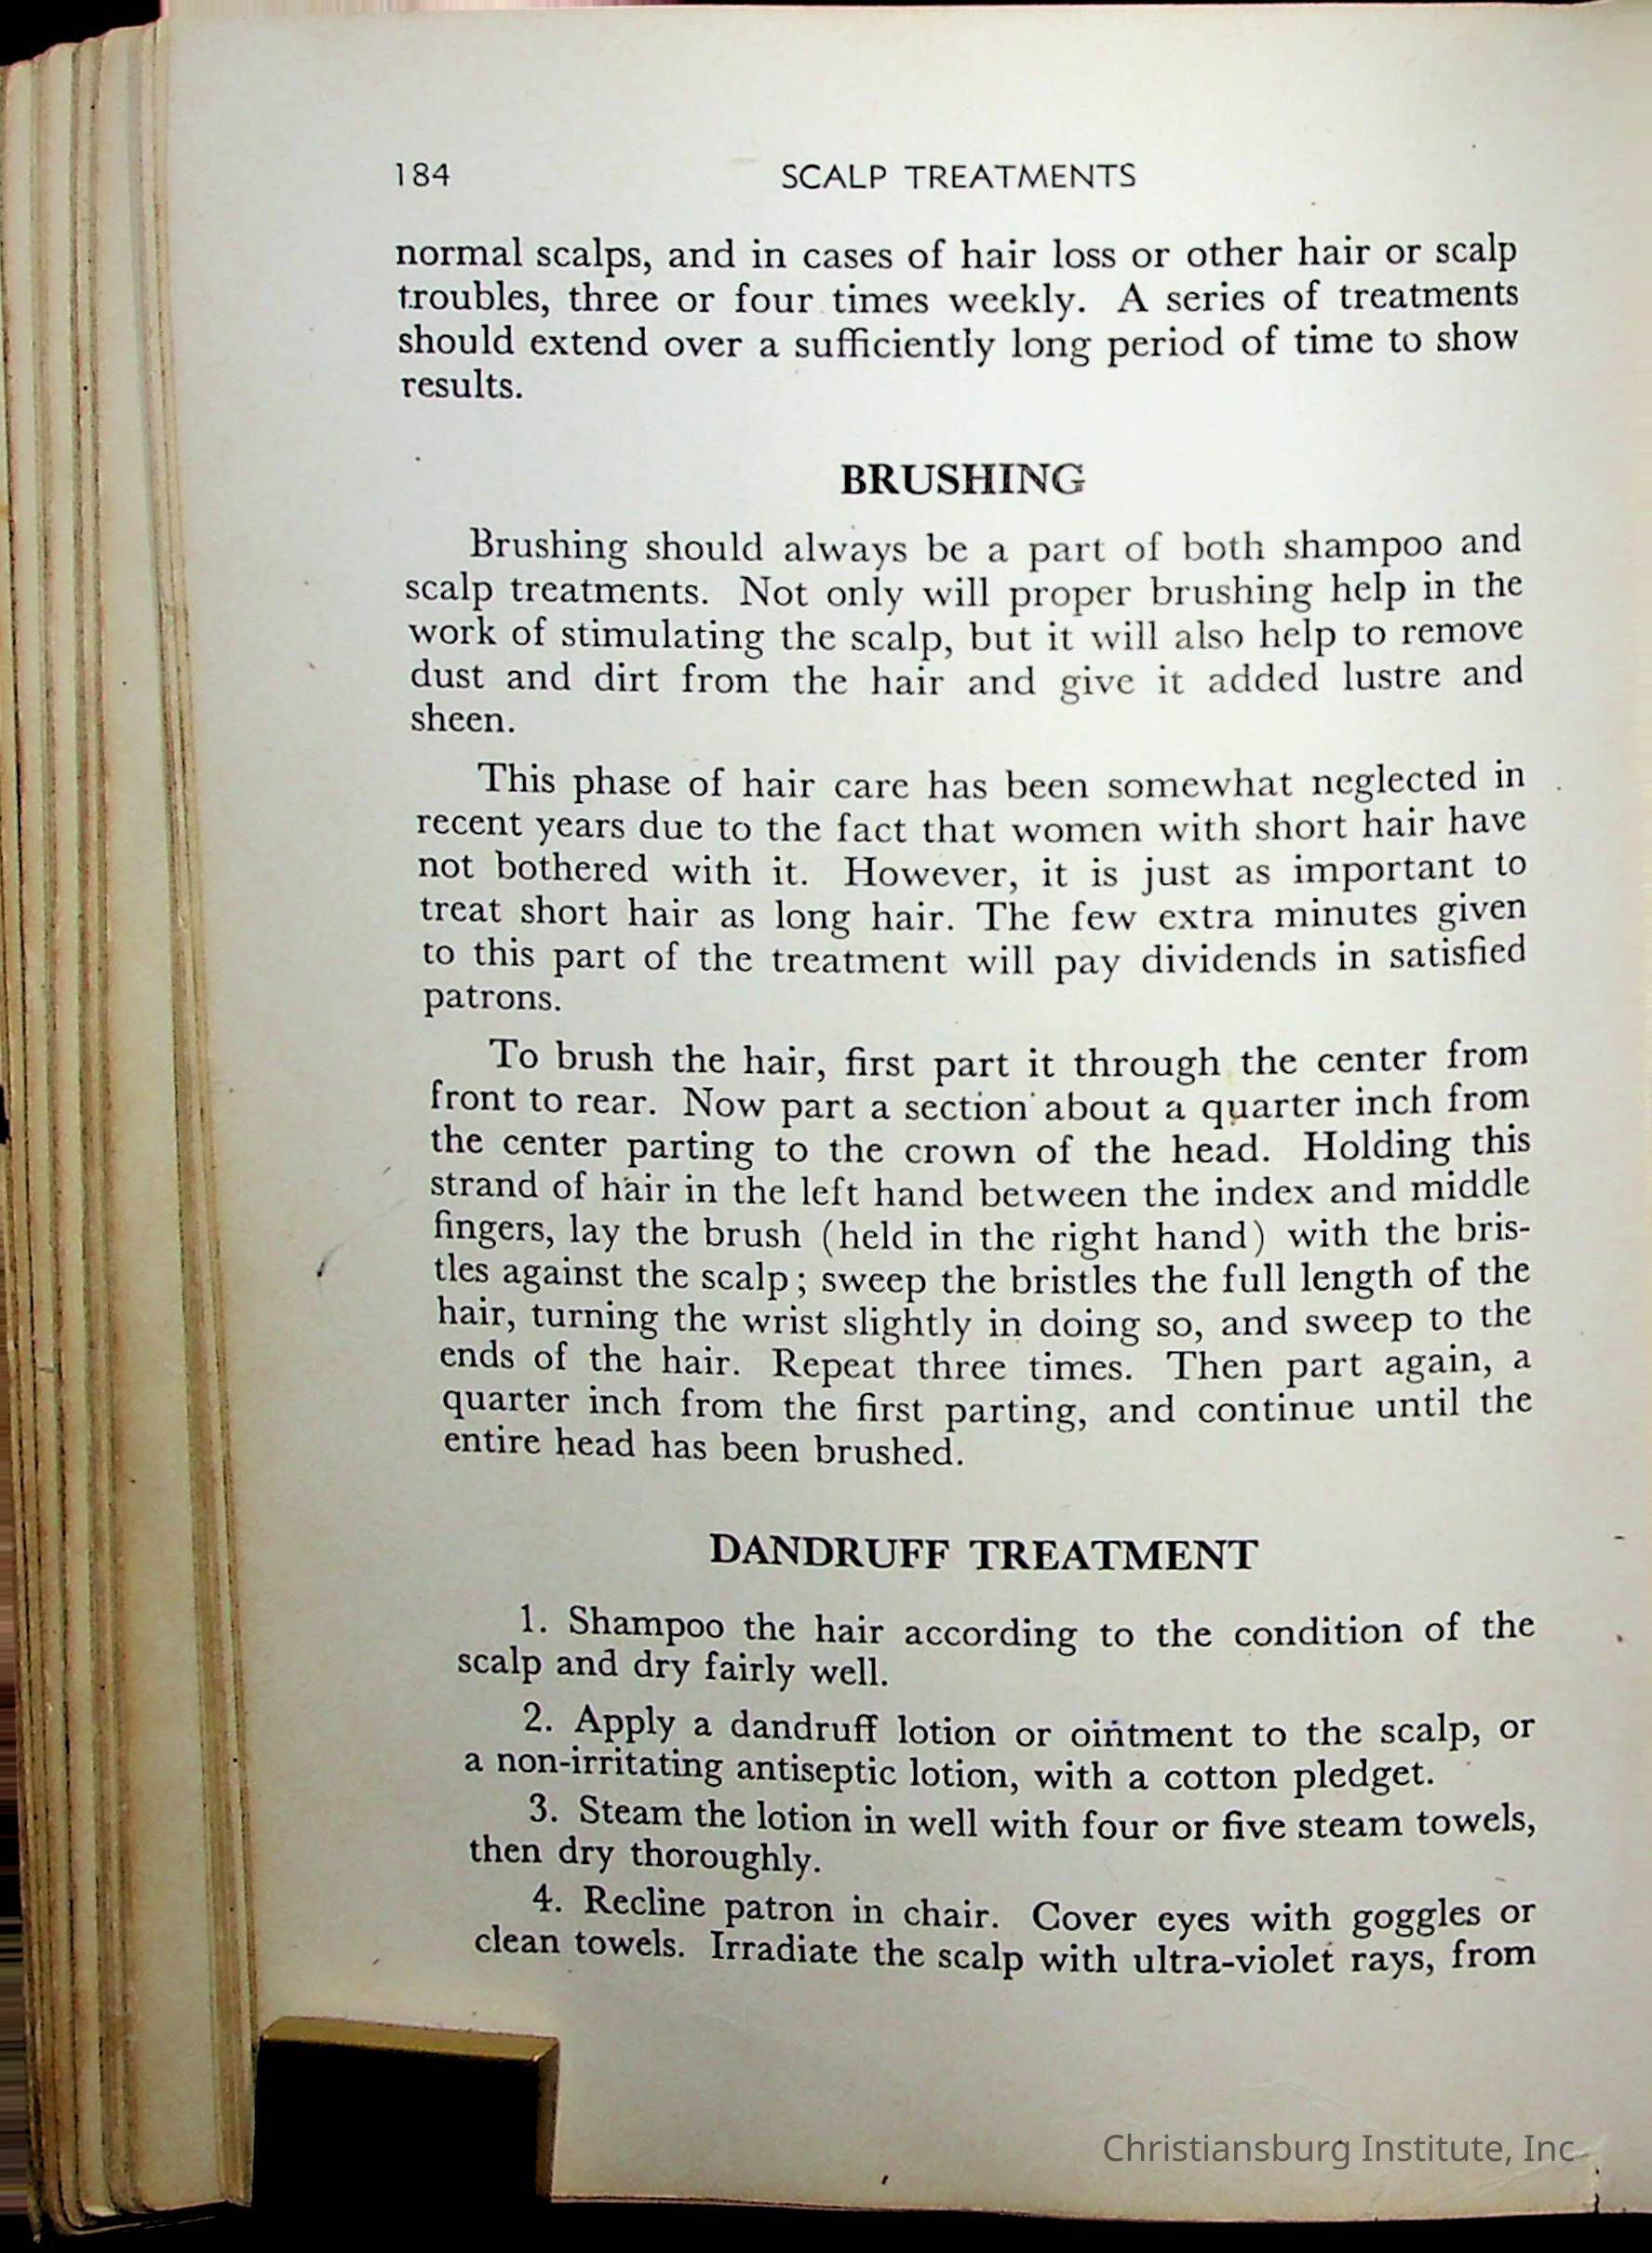 184 SCALP TREATMENTS
normal scalps, and in cases of hair loss or other hair or scalp
troubles, three or four times weekly. A series of treatments
should extend over a sufficiently long period of time to show
results.
BRUSHING
Brushing should always be a part of both shampoo and
scalp treatments. Not only will proper brushing help in the
work of stimulating the scalp, but it will also help to remove
dust and dirt from the hair and give it added lustre and
sheen.
This phase of hair care has been somewhat neglected in
recent years due to the fact that women with short hair have
not bothered with it. However, it is just as important to
treat short hair as long hair. The few extra minutes given
to this part of the treatment will pay dividends in satisfied
patrons.
To brush the hair, first part it through the center from
front to rear. Now part a section about a quarter inch from
the center parting to the crown of the head. Holding this
strand of hair in the left hand between the index and middle
fingers, lay the brush (held in the right hand) with the bris-
tles against the scalp; sweep the bristles the full length of the
hair, turning the wrist slightly in doing so, and sweep to the
ends of the hair. Repeat three times. Then part again, a
quarter inch from the first parting, and continue until the
entire head has been brushed.
DANDRUFF TREATMENT
1. Shampoo the hair according to the condition of the
scalp and dry fairly well.
2. Apply a dandruff lotion or ointment to the scalp, or
a non-irritating antiseptic lotion, with a cotton pledget.
3. Steam the lotion in well with four or five steam towels,
then dry thoroughly.
4. Recline patron in chair. Cover eyes with goggles or
clean towels. Irradiate the scalp with ultra-violet rays, from
Christiansburg Institute, Inc